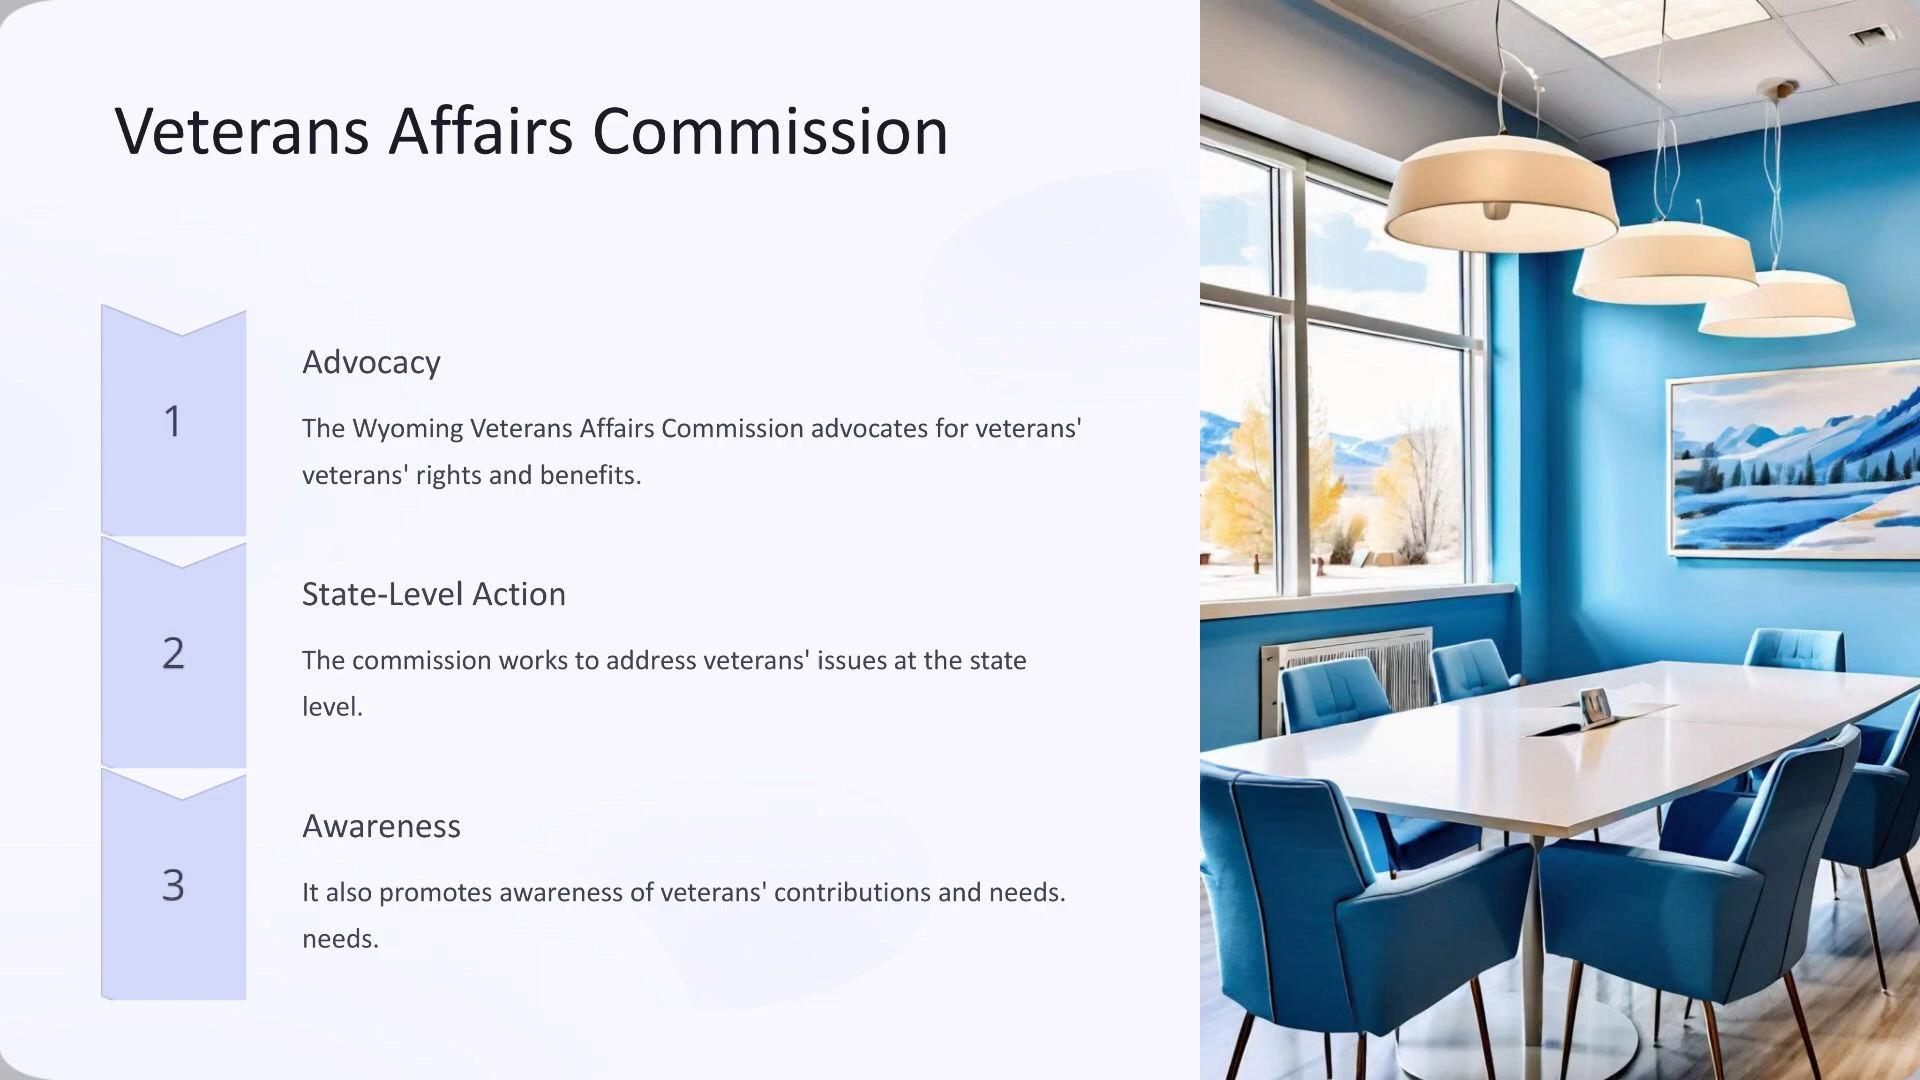 Veterans Affairs Commission
1
Advocacy
The Wyoming Veterans Affairs Commission advocates for veterans'
veterans' rights and benefits.
2
State-Level Action
The commission works to address veterans' issues at the state
level.
3
Awareness
It also promotes awareness of veterans' contributions and needs.
needs.